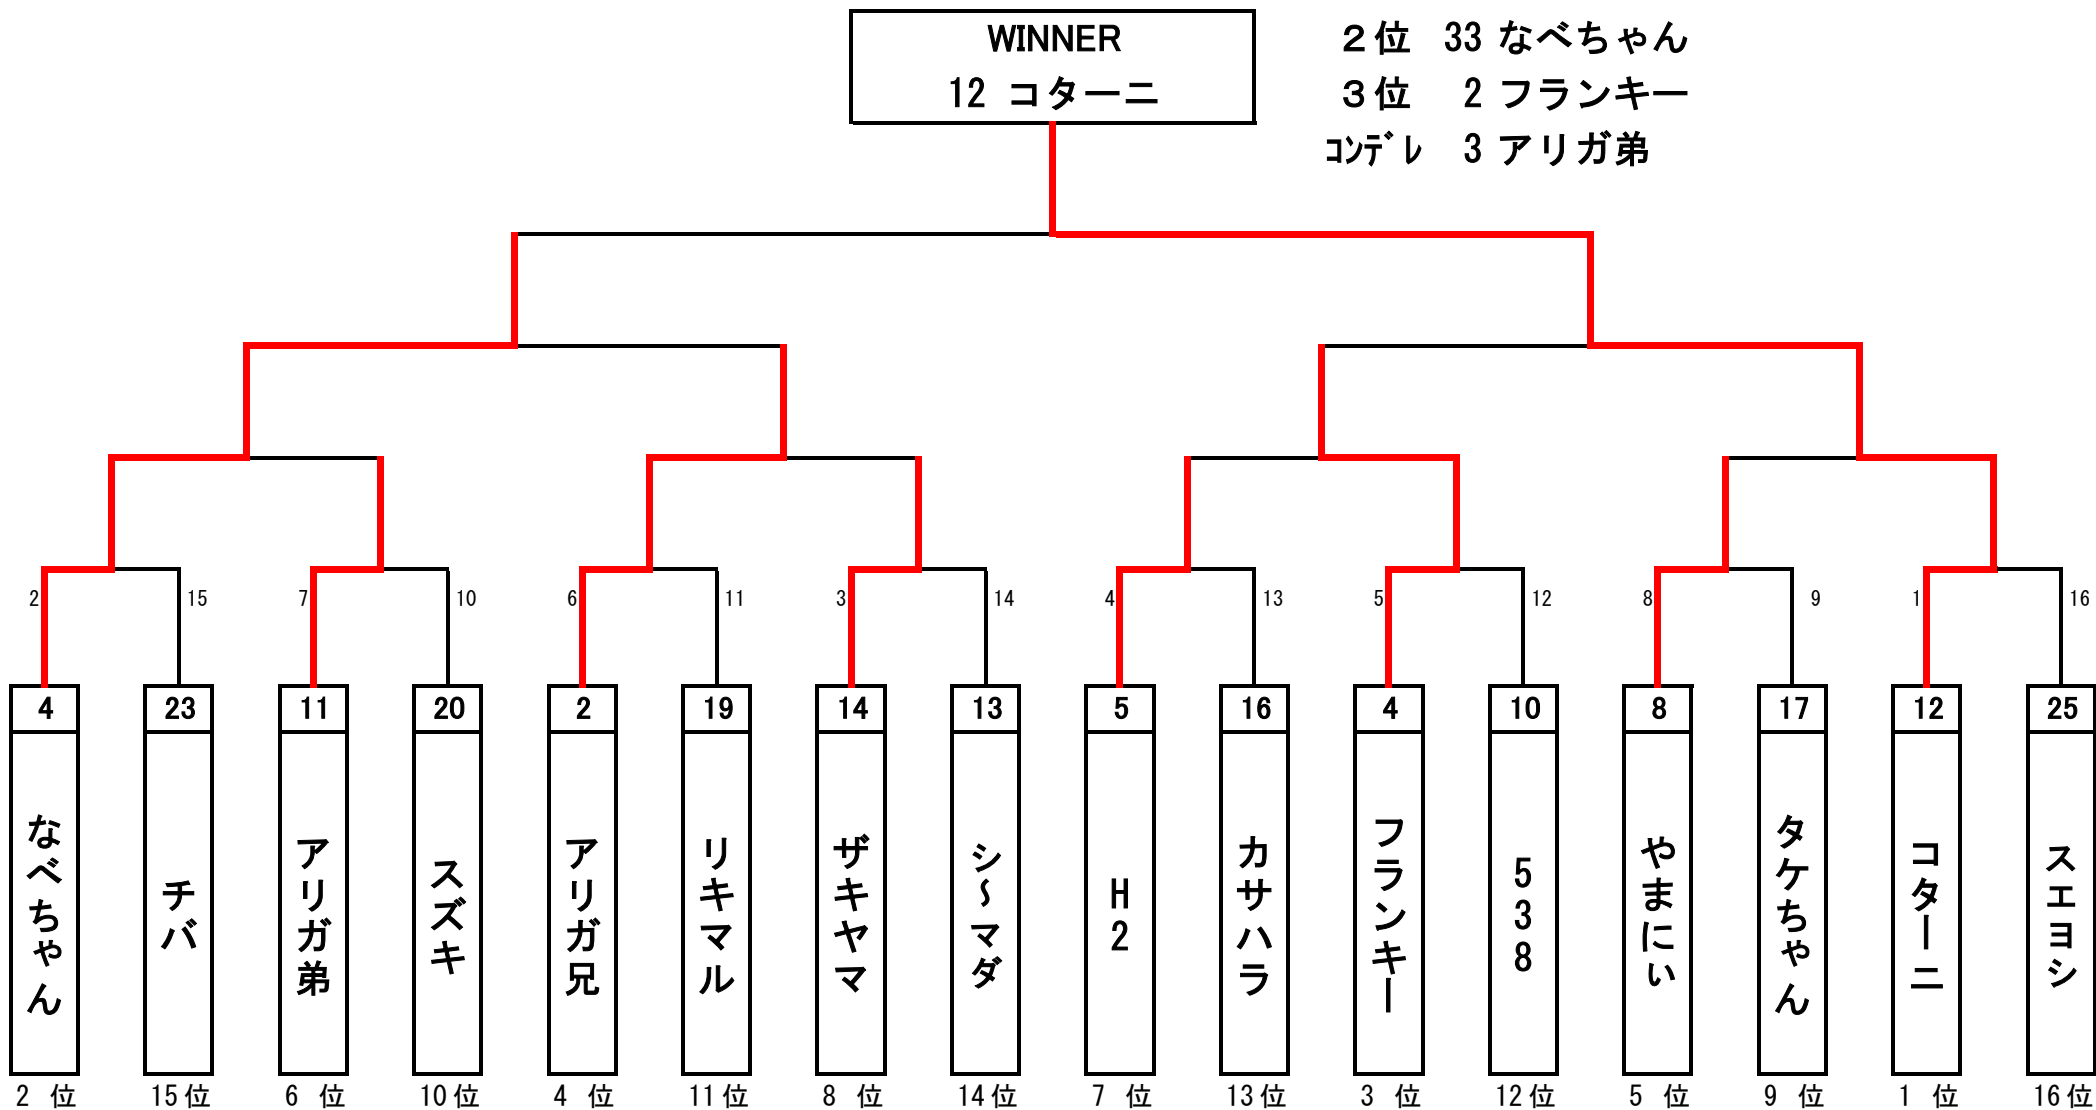 WINNER
12 コターニ
２位 33 なべちゃん
３位 2 フランキー
ｺﾝﾃﾞﾚ 3 アリガ弟
2 15 7 10 6 11 3 14 4 13 5 12 8 9 1 16
4 23 11 20 2 19 14 13 5 16 4 10 8 17 12 25
なべちゃん
チバ
アリガ弟
スズキ
アリガ兄
リキマル
ザキヤマ
シ～マダ
H2
カサハラ
フランキー
538
やまにぃ
タケちゃん
コターニ
スエヨシ
2 位 15位 6 位 10位 4 位 11位 8 位 14位 7 位 13位 3 位 12位 5 位 9 位 1 位 16位